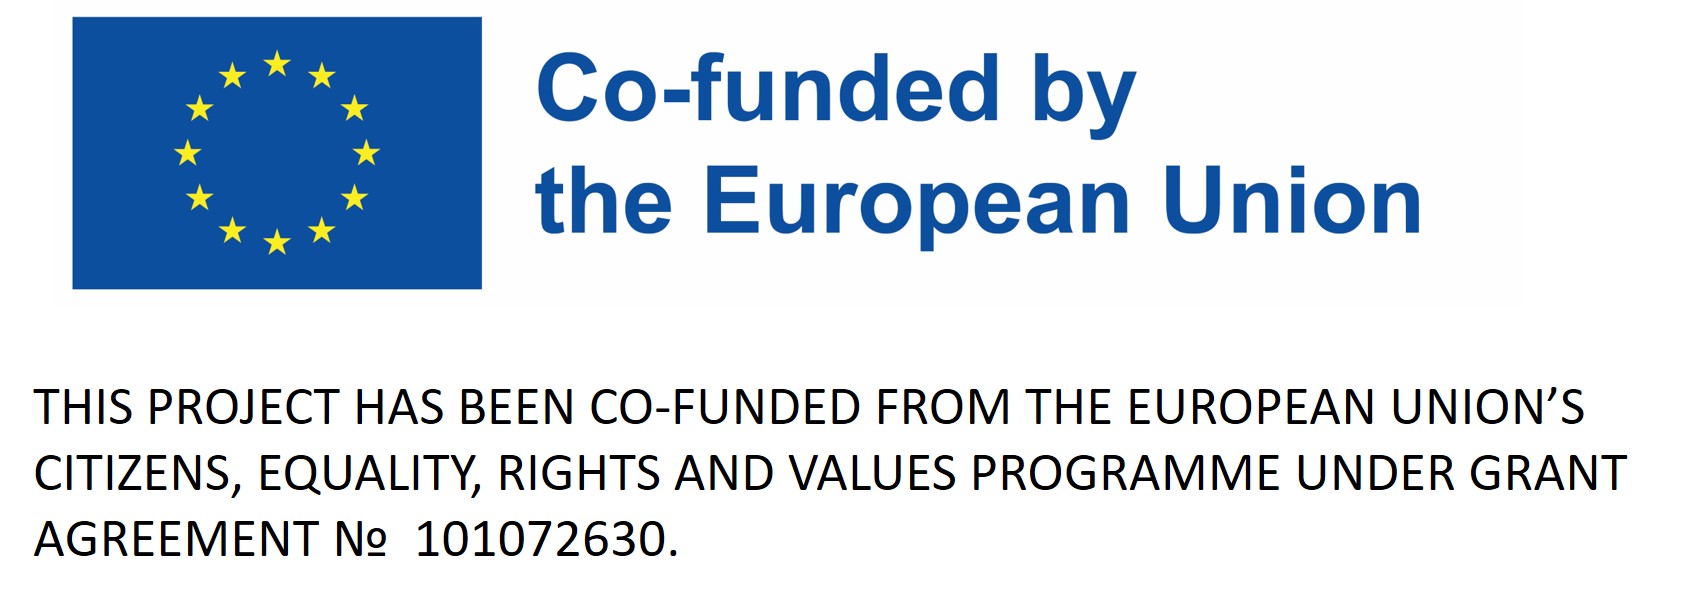 Co-funded by
the European Union
THIS PROJECT HAS BEEN CO-FUNDED FROM THE EUROPEAN UNION’S
CITIZENS, EQUALITY, RIGHTS AND VALUES PROGRAMME UNDER GRANT
AGREEMENT № 101072630.